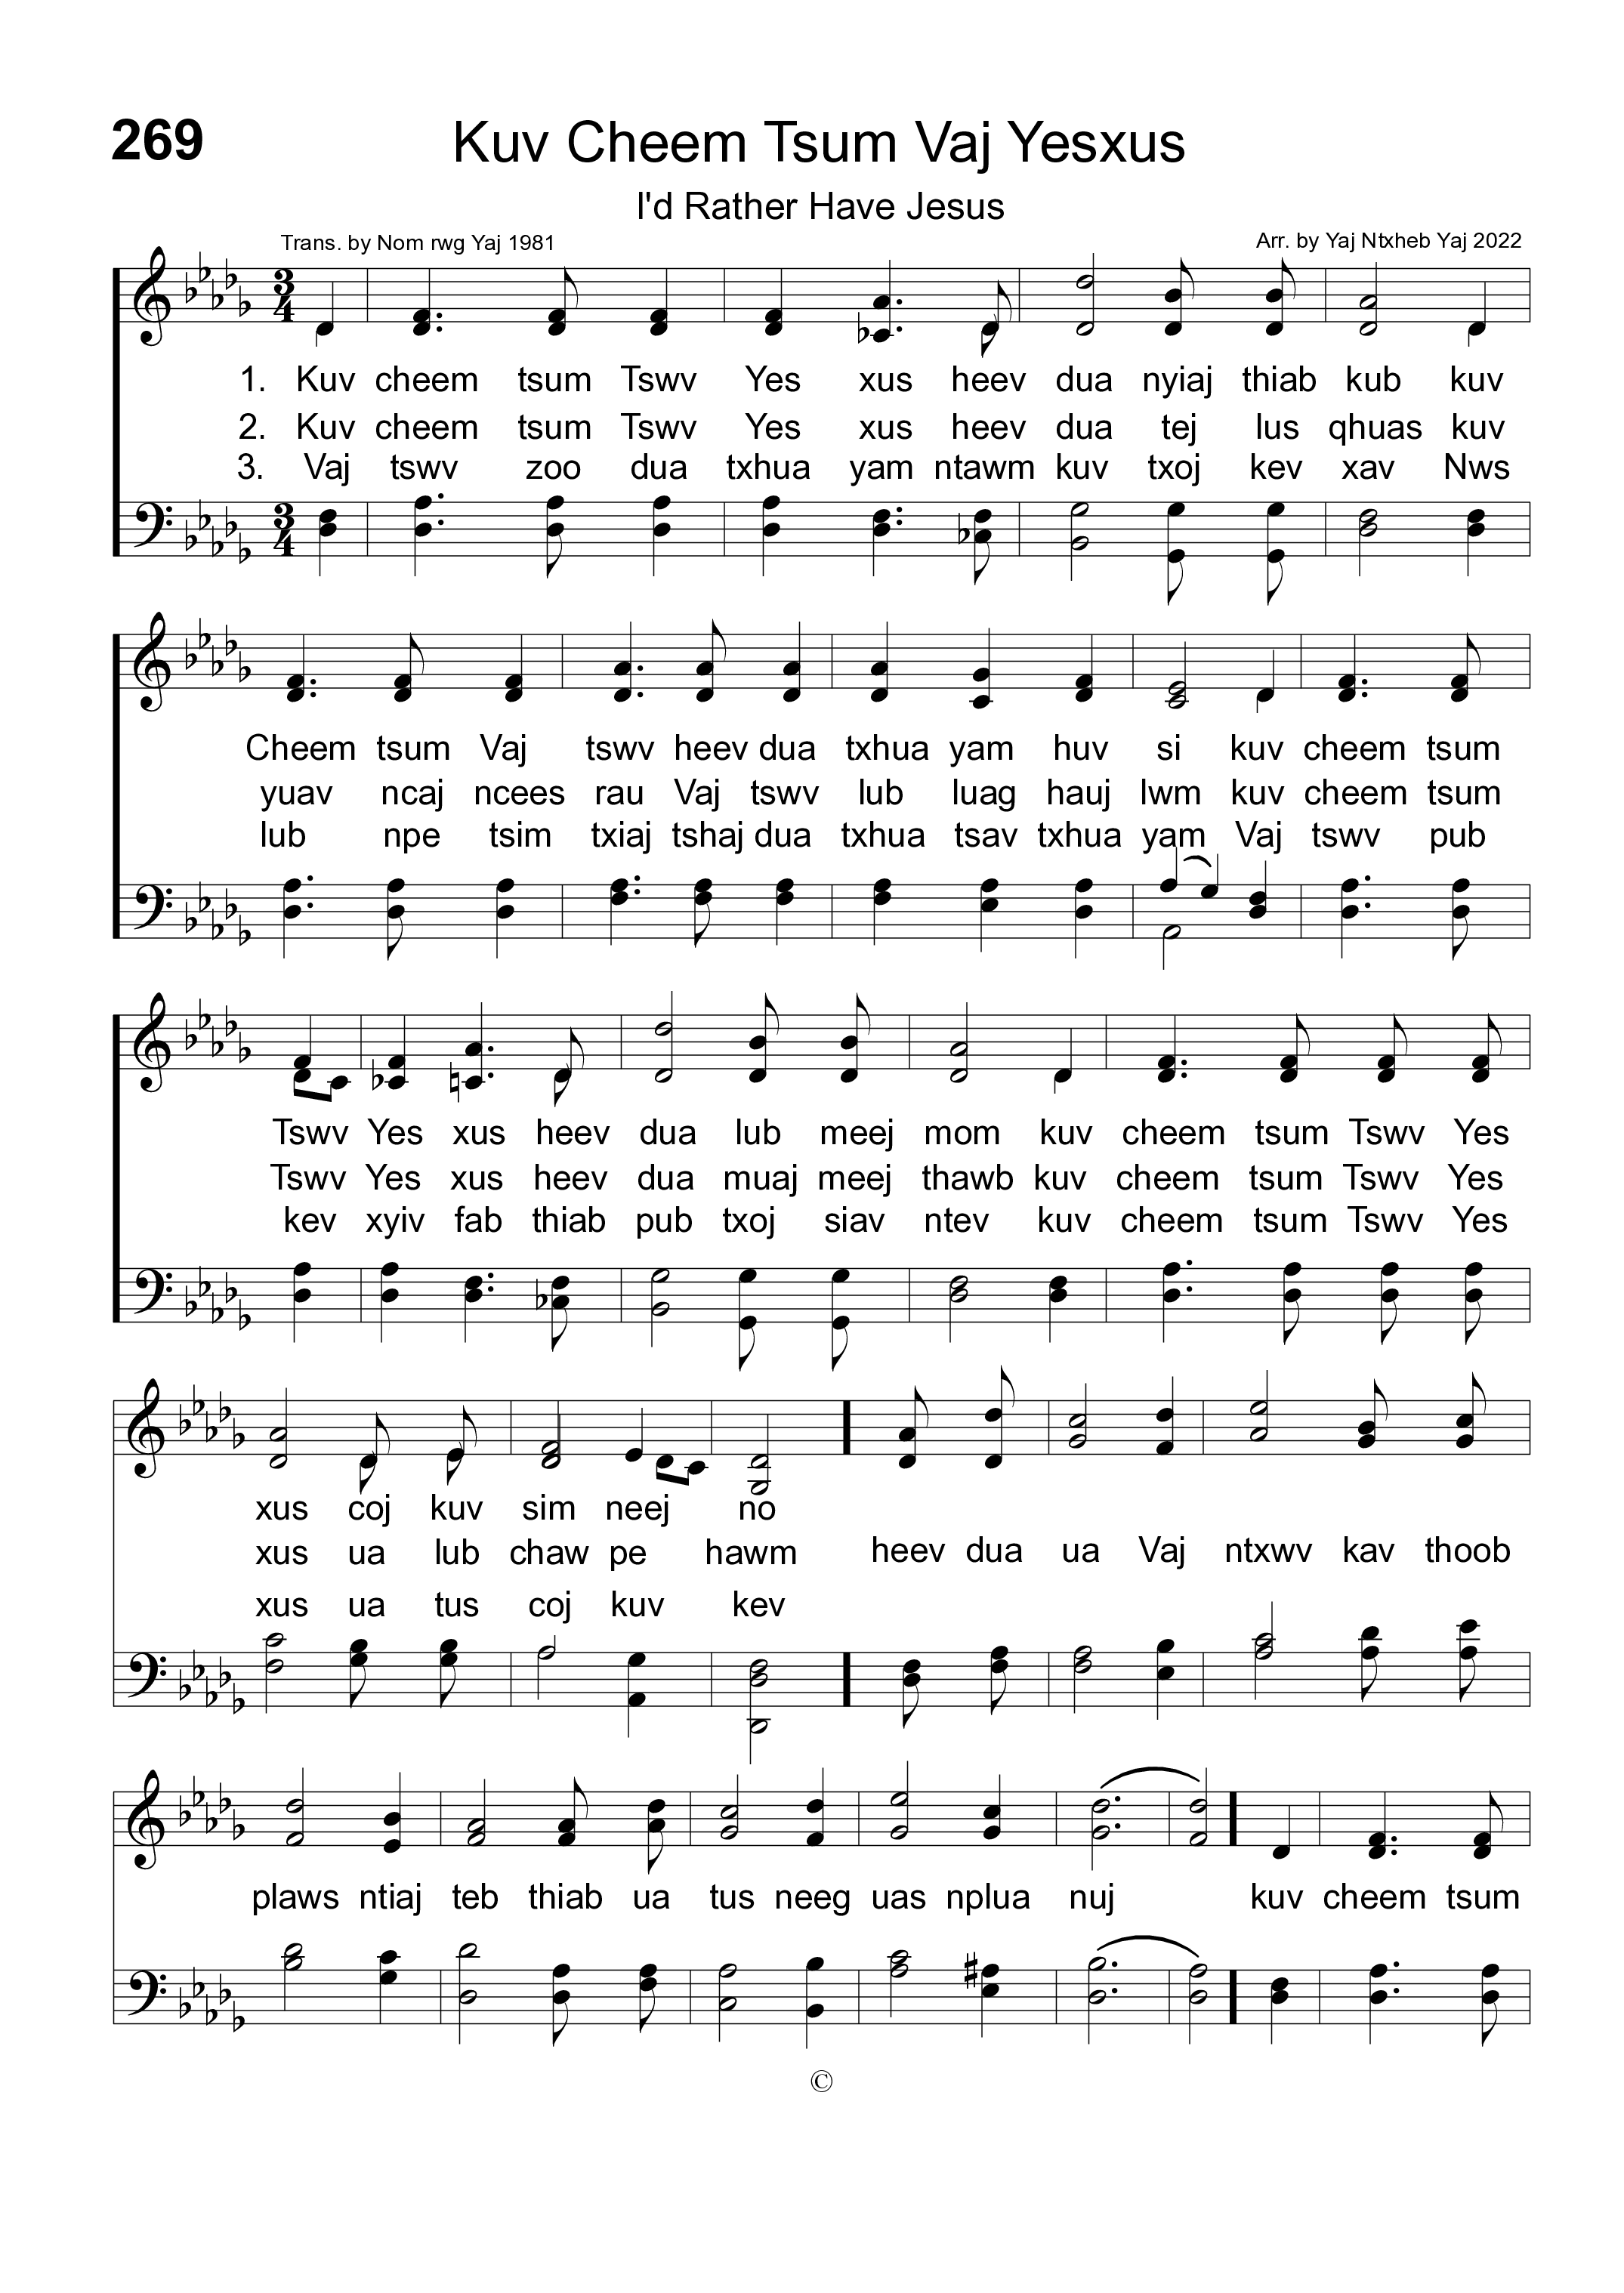 269
Kuv Cheem Tsum Vaj Yesxus
I'd Rather Have Jesus
Trans. by Nom rwg Yaj 1981
Arr. by Yaj Ntxheb Yaj 2022
1. Kuv cheem tsum Tswv Yes xus heev dua nyiaj thiab kub kuv
2. Kuv cheem tsum Tswv Yes xus heev dua tej lus qhuas kuv
3. Vaj tswv zoo dua txhua yam ntawm kuv txoj kev xav Nws
Cheem tsum Vaj tswv heev dua txhua yam huv si kuv cheem tsum
yuav ncaj ncees rau Vaj tswv lub luag hauj lwm kuv cheem tsum
lub npe tsim txiaj tshaj dua txhua tsav txhua yam Vaj tswv pub
Tswv Yes xus heev dua lub meej mom kuv cheem tsum Tswv Yes
Tswv Yes xus heev dua muaj meej thawb kuv cheem tsum Tswv Yes
kev xyiv fab thiab pub txoj siav ntev kuv cheem tsum Tswv Yes
xus coj kuv sim neej no
xus ua lub chaw pe hawm heev dua ua Vaj ntxwv kav thoob
xus ua tus coj kuv kev
plaws ntiaj teb thiab ua tus neeg uas nplua nuj kuv cheem tsum
©